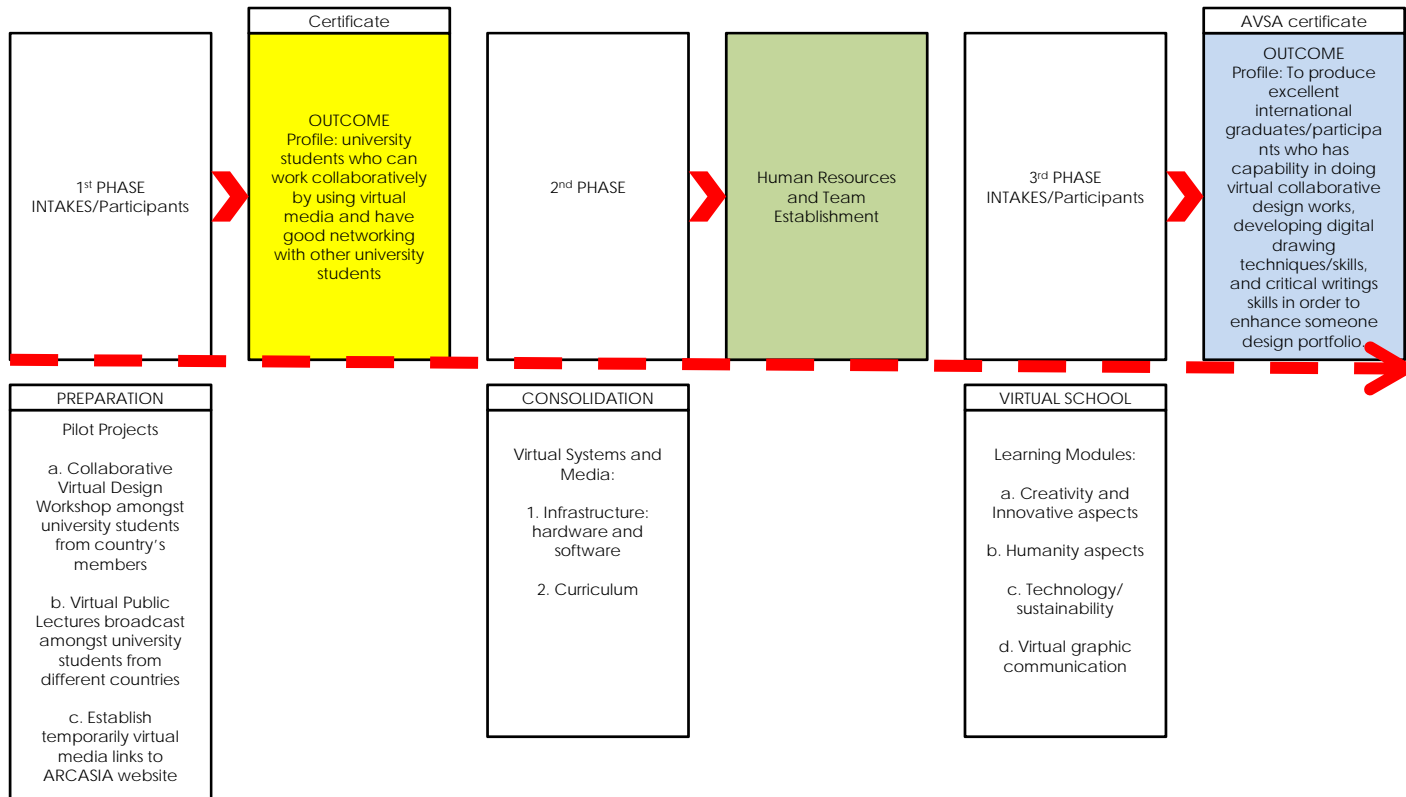 Certificate
1st PHASE
INTAKES/Participants
OUTCOME
Profile: university
students who can
work collaboratively
by using virtual
media and have
good networking
with other university
students
2nd PHASE
Human Resources
and Team
Establishment
3rd PHASE
INTAKES/Participants
AVSA certificate
OUTCOME
Profile: To produce
excellent
international
graduates/participa
nts who has
capability in doing
virtual collaborative
design works,
developing digital
drawing
techniques/skills,
and critical writings
skills in order to
enhance someone
design portfolio.
PREPARATION
Pilot Projects
a. Collaborative
Virtual Design
Workshop amongst
university students
from country's
members
b. Virtual Public
Lectures broadcast
amongst university
students from
different countries
c. Establish
temporarily virtual
media links to
ARCASIA website
CONSOLIDATION
Virtual Systems and
Media:
1. Infrastructure:
hardware and
software
2. Curriculum
VIRTUAL SCHOOL
Learning Modules:
a. Creativity and
Innovative aspects
b. Humanity aspects
c. Technology/
sustainability
d. Virtual graphic
communication